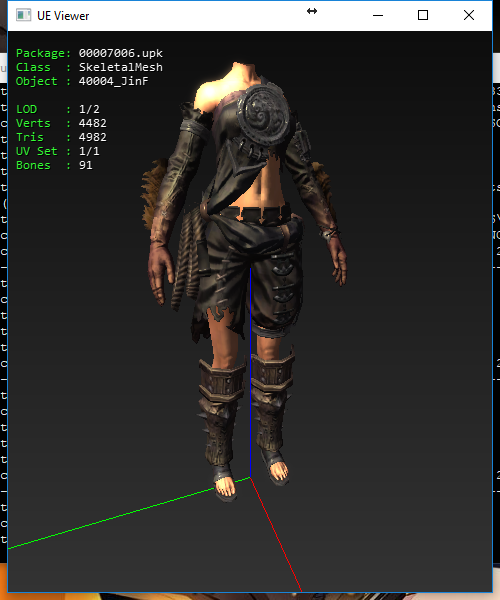 UE Viewer
Package: 00007006.upk
Class  : SkeletalMesh
Object : 40004_JinF
LOD    : 1/2
Verts  : 4482
Tris   : 4982
UV Set : 1/1
Bones  : 91